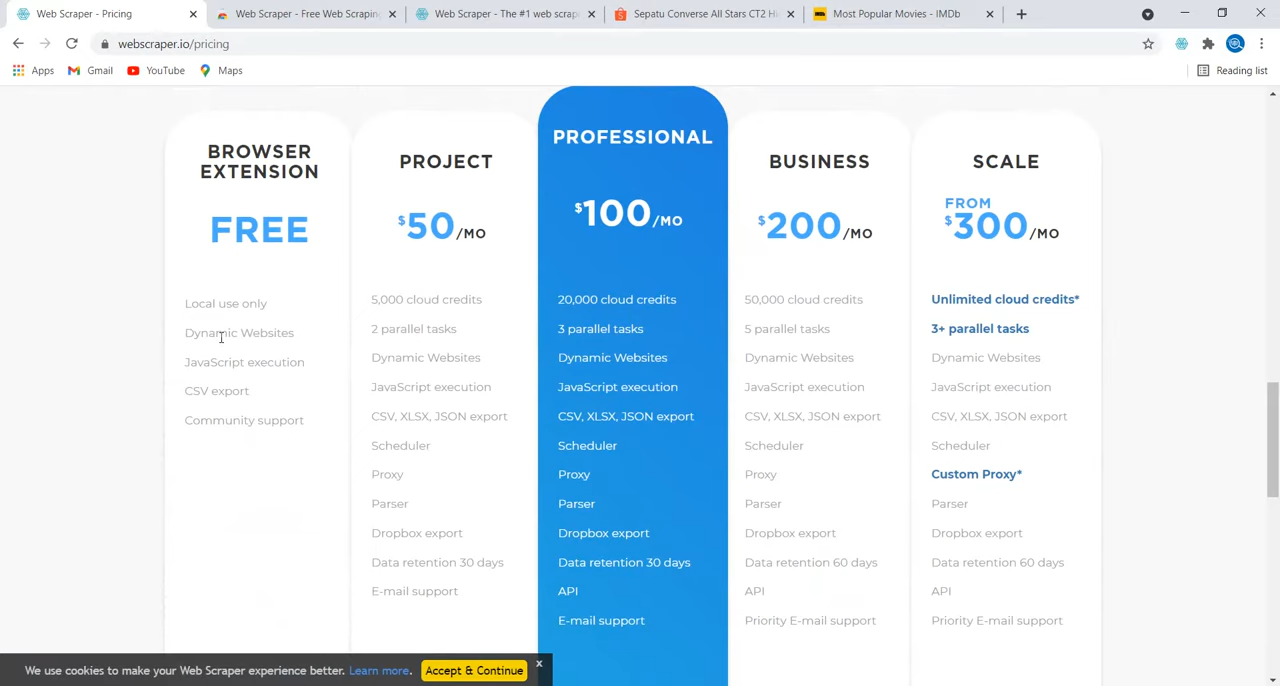 Web Scraper - Pricing
Web Scraper - Free Web Scraping
Web Scraper - The #1 web scrap
Sepatu Converse All Stars CT2 Hi
Most Popular Movies - IMDb
webscraper.io/pricing
Apps
Gmail
YouTube
Maps
Reading list
BROWSER
EXTENSION
FREE
Local use only
Dynamic Websites
JavaScript execution
CSV export
Community support
PROJECT
$50/MO
5,000 cloud credits
2 parallel tasks
Dynamic Websites
JavaScript execution
CSV, XLSX, JSON export
Scheduler
Proxy
Parser
Dropbox export
Data retention 30 days
E-mail support
PROFESSIONAL
$100/MO
20,000 cloud credits
3 parallel tasks
Dynamic Websites
JavaScript execution
CSV, XLSX, JSON export
Scheduler
Proxy
Parser
Dropbox export
Data retention 30 days
API
E-mail support
BUSINESS
$200/MO
50,000 cloud credits
5 parallel tasks
Dynamic Websites
JavaScript execution
CSV, XLSX, JSON export
Scheduler
Proxy
Parser
Dropbox export
Data retention 60 days
API
Priority E-mail support
SCALE
FROM
$300/MO
Unlimited cloud credits*
3+ parallel tasks
Dynamic Websites
JavaScript execution
CSV, XLSX, JSON export
Scheduler
Custom Proxy*
Parser
Dropbox export
Data retention 60 days
API
Priority E-mail support
We use cookies to make your Web Scraper experience better. Learn more. Accept & Continue x